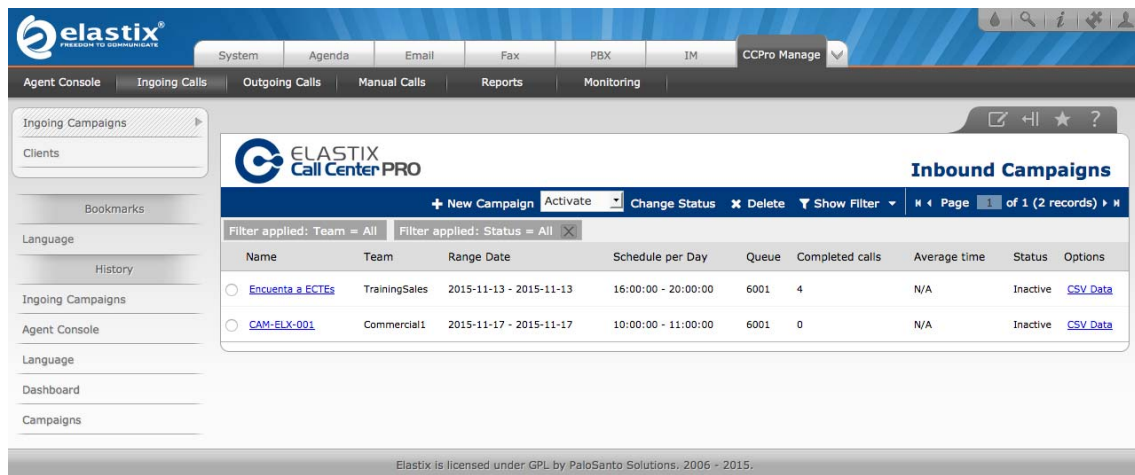 elastix®
FREEDOM TO COMMUNICATE
System Agenda Email Fax PBX IM CCPro Manage
Agent Console Ingoing Calls Outgoing Calls Manual Calls Reports Monitoring
Ingoing Campaigns
Clients
Bookmarks
Language
History
Ingoing Campaigns
Agent Console
Language
Dashboard
Campaigns
ELASTIX
Call Center PRO
Inbound Campaigns
New Campaign Activate Change Status Delete Show Filter Page 1 of 1 (2 records)
Filter applied: Team = All Filter applied: Status = All
Name Team Range Date Schedule per Day Queue Completed calls Average time Status Options
Encuenta a ECTEs TrainingSales 2015-11-13 - 2015-11-13 16:00:00 - 20:00:00 6001 4 N/A Inactive CSV Data
CAM-ELX-001 Commercial1 2015-11-17 - 2015-11-17 10:00:00 - 11:00:00 6001 0 N/A Inactive CSV Data
Elastix is licensed under GPL by PaloSanto Solutions. 2006 - 2015.